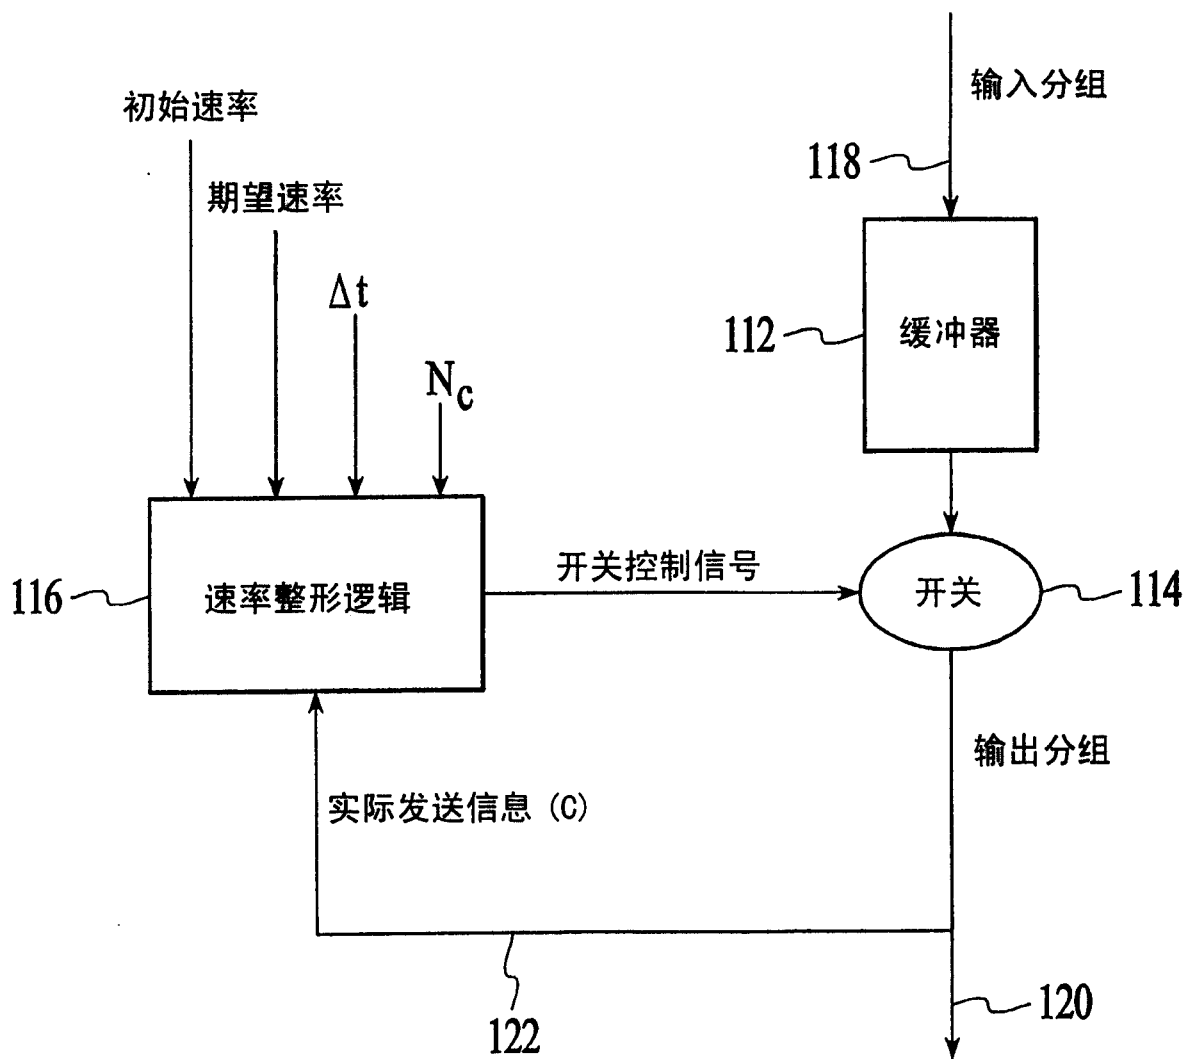 输入分组
初始速率
118
期望速率
Δt
112
缓冲器
Nc
开关控制信号
116
速率整形逻辑
开关
114
输出分组
实际发送信息 (C)
120
122